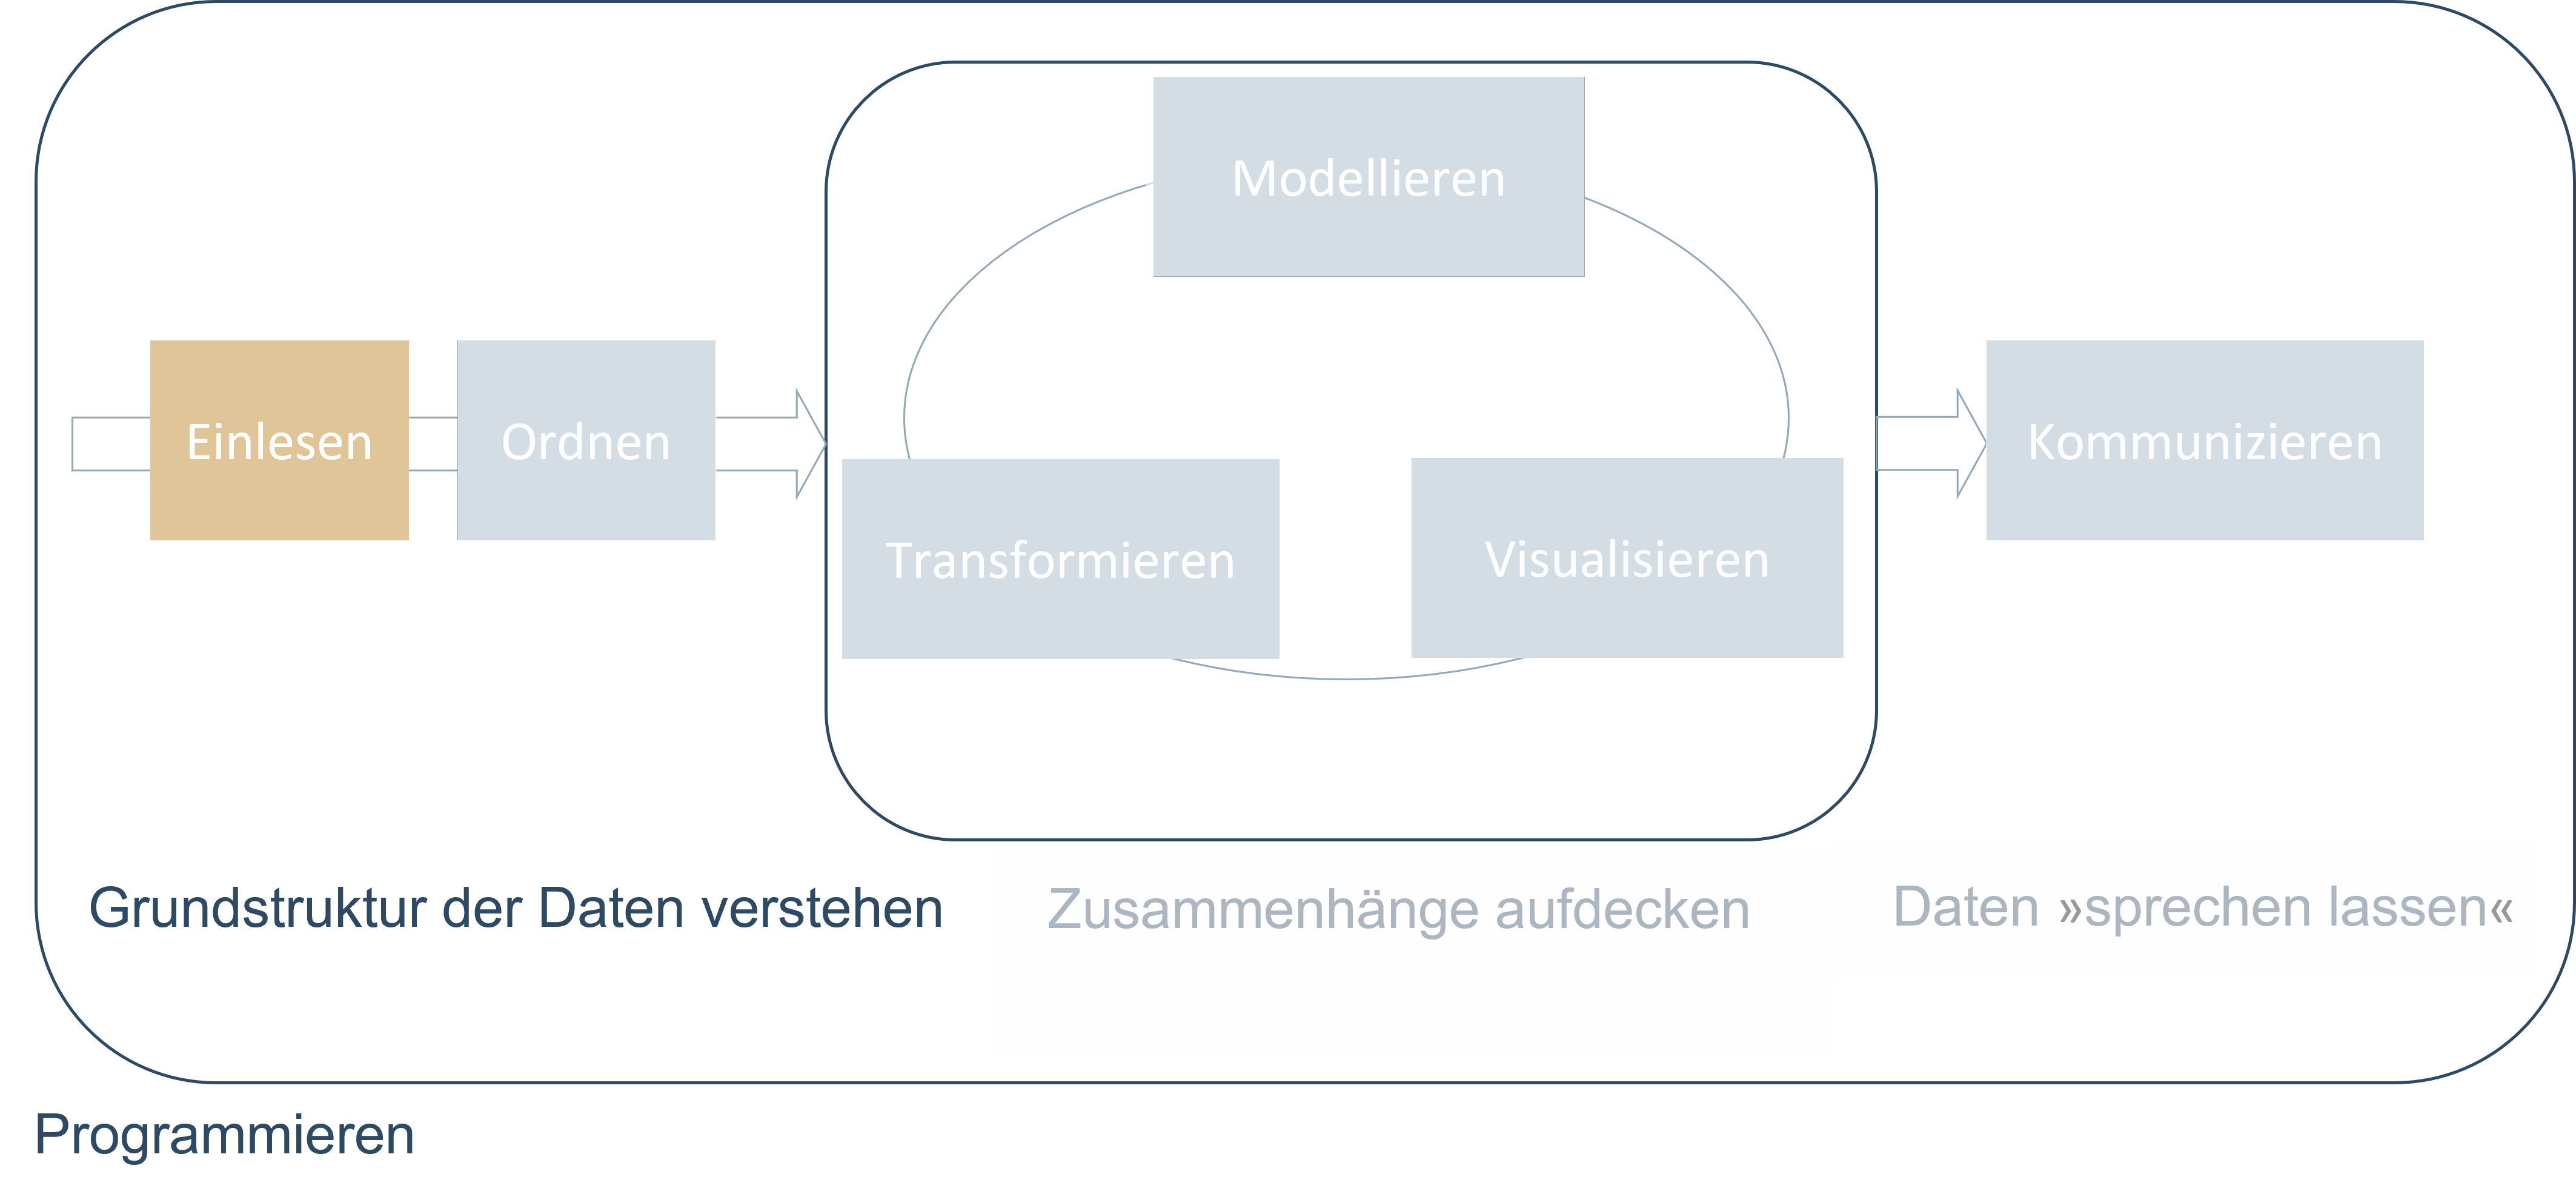 Modellieren
Einlesen
Ordnen
Transformieren
Visualisieren
Kommunizieren
Grundstruktur der Daten verstehen
Zusammenhänge aufdecken
Daten »sprechen lassen«
Programmieren